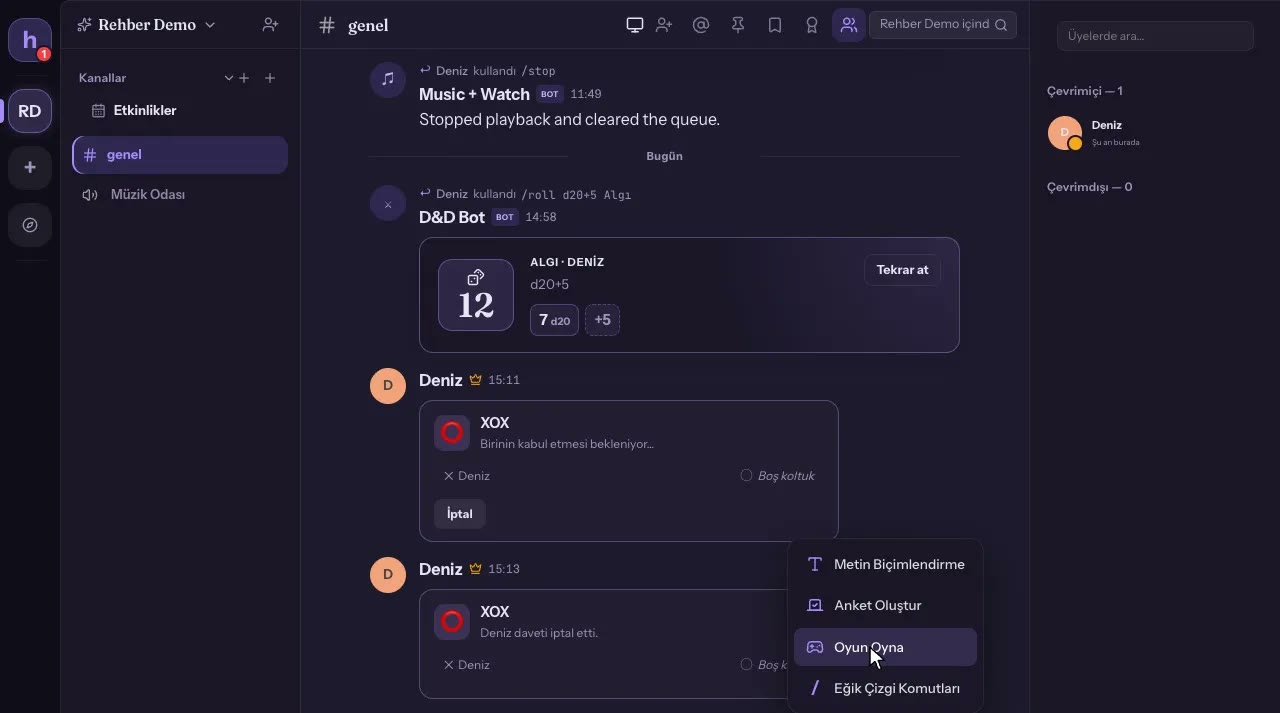 h
1
RD
Rehber Demo
Kanallar
Etkinlikler
genel
Müzik Odası
genel
Rehber Demo içind
Deniz kullandı /stop
Music + Watch BOT 11:49
Stopped playback and cleared the queue.
Bugün
Deniz kullandı /roll d20+5 Algı
D&D Bot BOT 14:58
12
ALGI · DENİZ
d20+5
7 d20 +5
Tekrar at
D
Deniz 15:11
XOX
Birinin kabul etmesi bekleniyor...
Deniz
Boş koltuk
İptal
D
Deniz 15:13
XOX
Deniz daveti iptal etti.
Deniz
Boş k
Metin Biçimlendirme
Anket Oluştur
Oyun Oyna
Eğik Çizgi Komutları
Üyelerde ara...
Çevrimiçi — 1
D
Deniz
Şu an burada
Çevrimdışı — 0